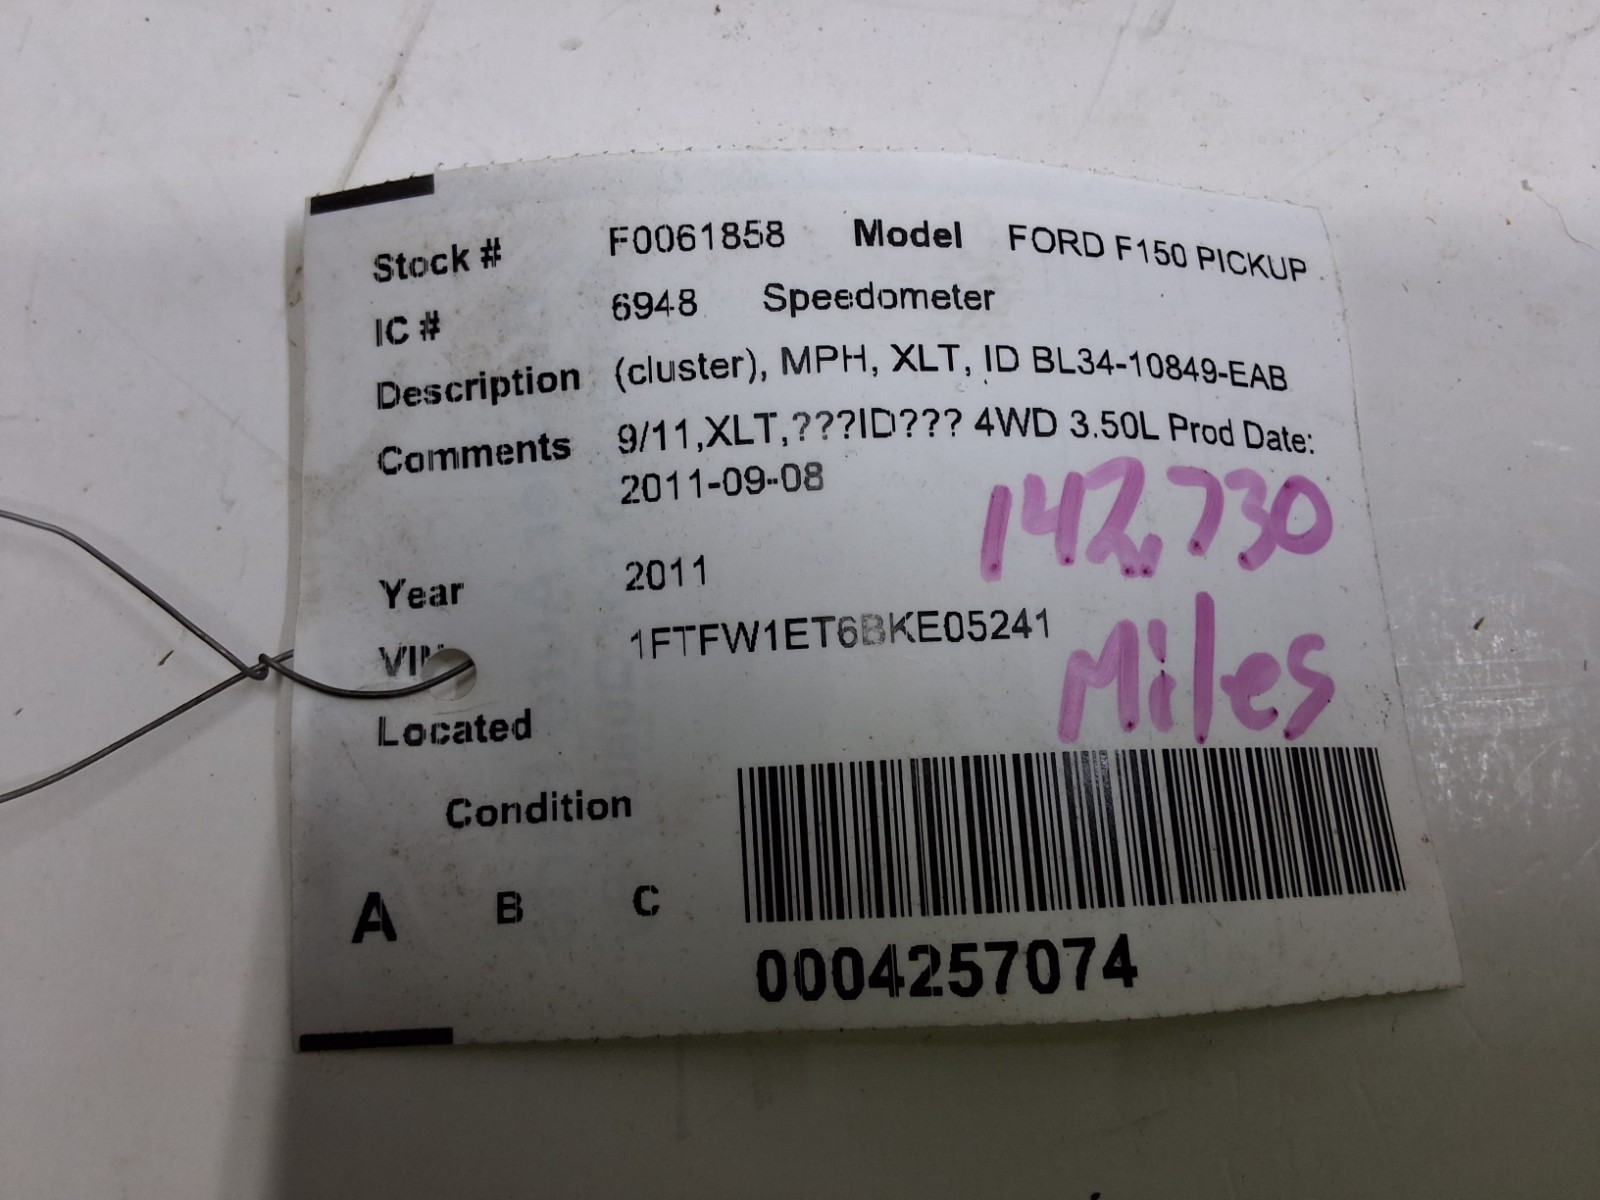 Stock # F0061858 Model FORD F150 PICKUP
IC # 6948 Speedometer
Description (cluster), MPH, XLT, ID BL34-10849-EAB
Comments 9/11,XLT,???ID??? 4WD 3.50L Prod Date:
2011-09-08
142,730
Year 2011
VIN 1FTFW1ET6BKE05241
Miles
Located
Condition
A B C
0004257074